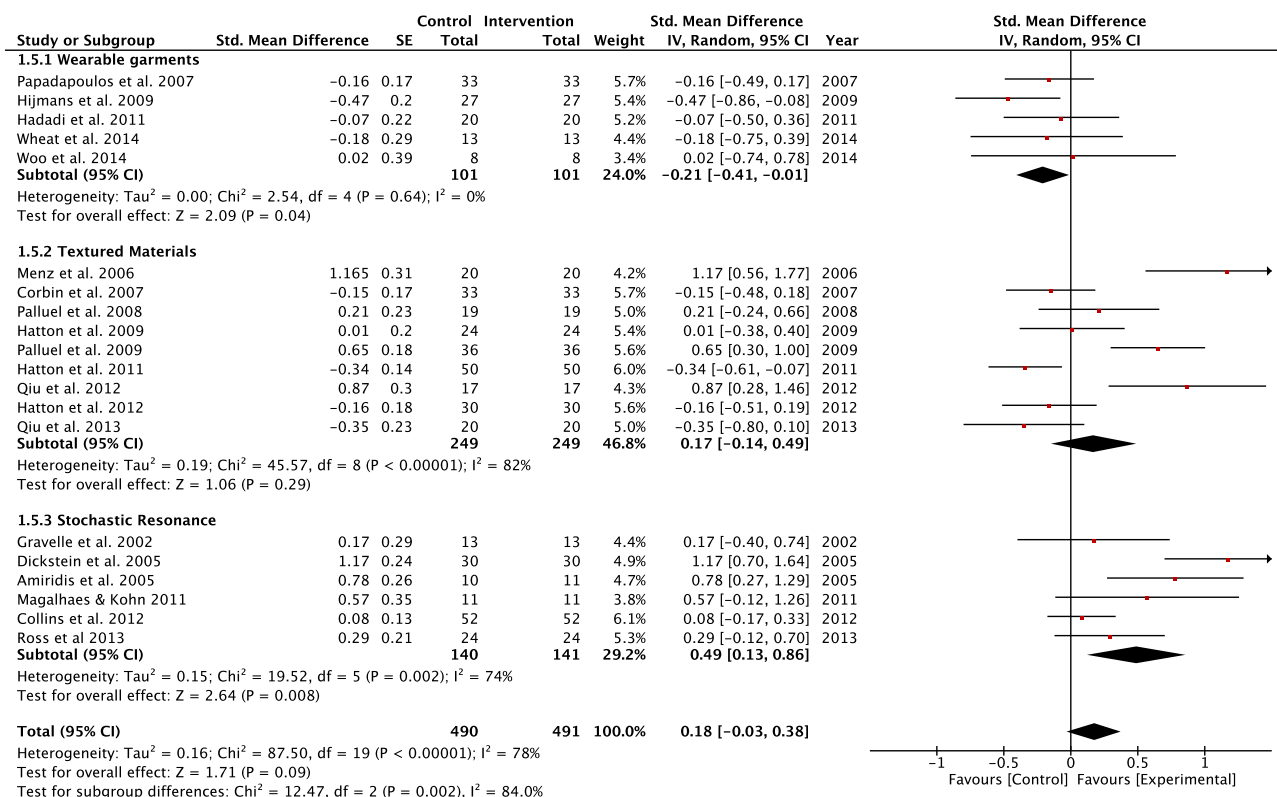 Control Intervention Std. Mean Difference Std. Mean Difference
Study or Subgroup Std. Mean Difference SE Total Total Weight IV, Random, 95% CI Year IV, Random, 95% CI
1.5.1 Wearable garments
Papadapoulos et al. 2007 −0.16 0.17 33 33 5.7% −0.16 [−0.49, 0.17] 2007
Hijmans et al. 2009 −0.47 0.2 27 27 5.4% −0.47 [−0.86, −0.08] 2009
Hadadi et al. 2011 −0.07 0.22 20 20 5.2% −0.07 [−0.50, 0.36] 2011
Wheat et al. 2014 −0.18 0.29 13 13 4.4% −0.18 [−0.75, 0.39] 2014
Woo et al. 2014 0.02 0.39 8 8 3.4% 0.02 [−0.74, 0.78] 2014
Subtotal (95% CI) 101 101 24.0% −0.21 [−0.41, −0.01]
Heterogeneity: Tau² = 0.00; Chi² = 2.54, df = 4 (P = 0.64); I² = 0%
Test for overall effect: Z = 2.09 (P = 0.04)
1.5.2 Textured Materials
Menz et al. 2006 1.165 0.31 20 20 4.2% 1.17 [0.56, 1.77] 2006
Corbin et al. 2007 −0.15 0.17 33 33 5.7% −0.15 [−0.48, 0.18] 2007
Palluel et al. 2008 0.21 0.23 19 19 5.0% 0.21 [−0.24, 0.66] 2008
Hatton et al. 2009 0.01 0.2 24 24 5.4% 0.01 [−0.38, 0.40] 2009
Palluel et al. 2009 0.65 0.18 36 36 5.6% 0.65 [0.30, 1.00] 2009
Hatton et al. 2011 −0.34 0.14 50 50 6.0% −0.34 [−0.61, −0.07] 2011
Qiu et al. 2012 0.87 0.3 17 17 4.3% 0.87 [0.28, 1.46] 2012
Hatton et al. 2012 −0.16 0.18 30 30 5.6% −0.16 [−0.51, 0.19] 2012
Qiu et al. 2013 −0.35 0.23 20 20 5.0% −0.35 [−0.80, 0.10] 2013
Subtotal (95% CI) 249 249 46.8% 0.17 [−0.14, 0.49]
Heterogeneity: Tau² = 0.19; Chi² = 45.57, df = 8 (P < 0.00001); I² = 82%
Test for overall effect: Z = 1.06 (P = 0.29)
1.5.3 Stochastic Resonance
Gravelle et al. 2002 0.17 0.29 13 13 4.4% 0.17 [−0.40, 0.74] 2002
Dickstein et al. 2005 1.17 0.24 30 30 4.9% 1.17 [0.70, 1.64] 2005
Amiridis et al. 2005 0.78 0.26 10 11 4.7% 0.78 [0.27, 1.29] 2005
Magalhaes & Kohn 2011 0.57 0.35 11 11 3.8% 0.57 [−0.12, 1.26] 2011
Collins et al. 2012 0.08 0.13 52 52 6.1% 0.08 [−0.17, 0.33] 2012
Ross et al 2013 0.29 0.21 24 24 5.3% 0.29 [−0.12, 0.70] 2013
Subtotal (95% CI) 140 141 29.2% 0.49 [0.13, 0.86]
Heterogeneity: Tau² = 0.15; Chi² = 19.52, df = 5 (P = 0.002); I² = 74%
Test for overall effect: Z = 2.64 (P = 0.008)
Total (95% CI) 490 491 100.0% 0.18 [−0.03, 0.38]
Heterogeneity: Tau² = 0.16; Chi² = 87.50, df = 19 (P < 0.00001); I² = 78%
Test for overall effect: Z = 1.71 (P = 0.09)
Test for subgroup differences: Chi² = 12.47, df = 2 (P = 0.002), I² = 84.0%
−1 −0.5 0 0.5 1
Favours [Control] Favours [Experimental]